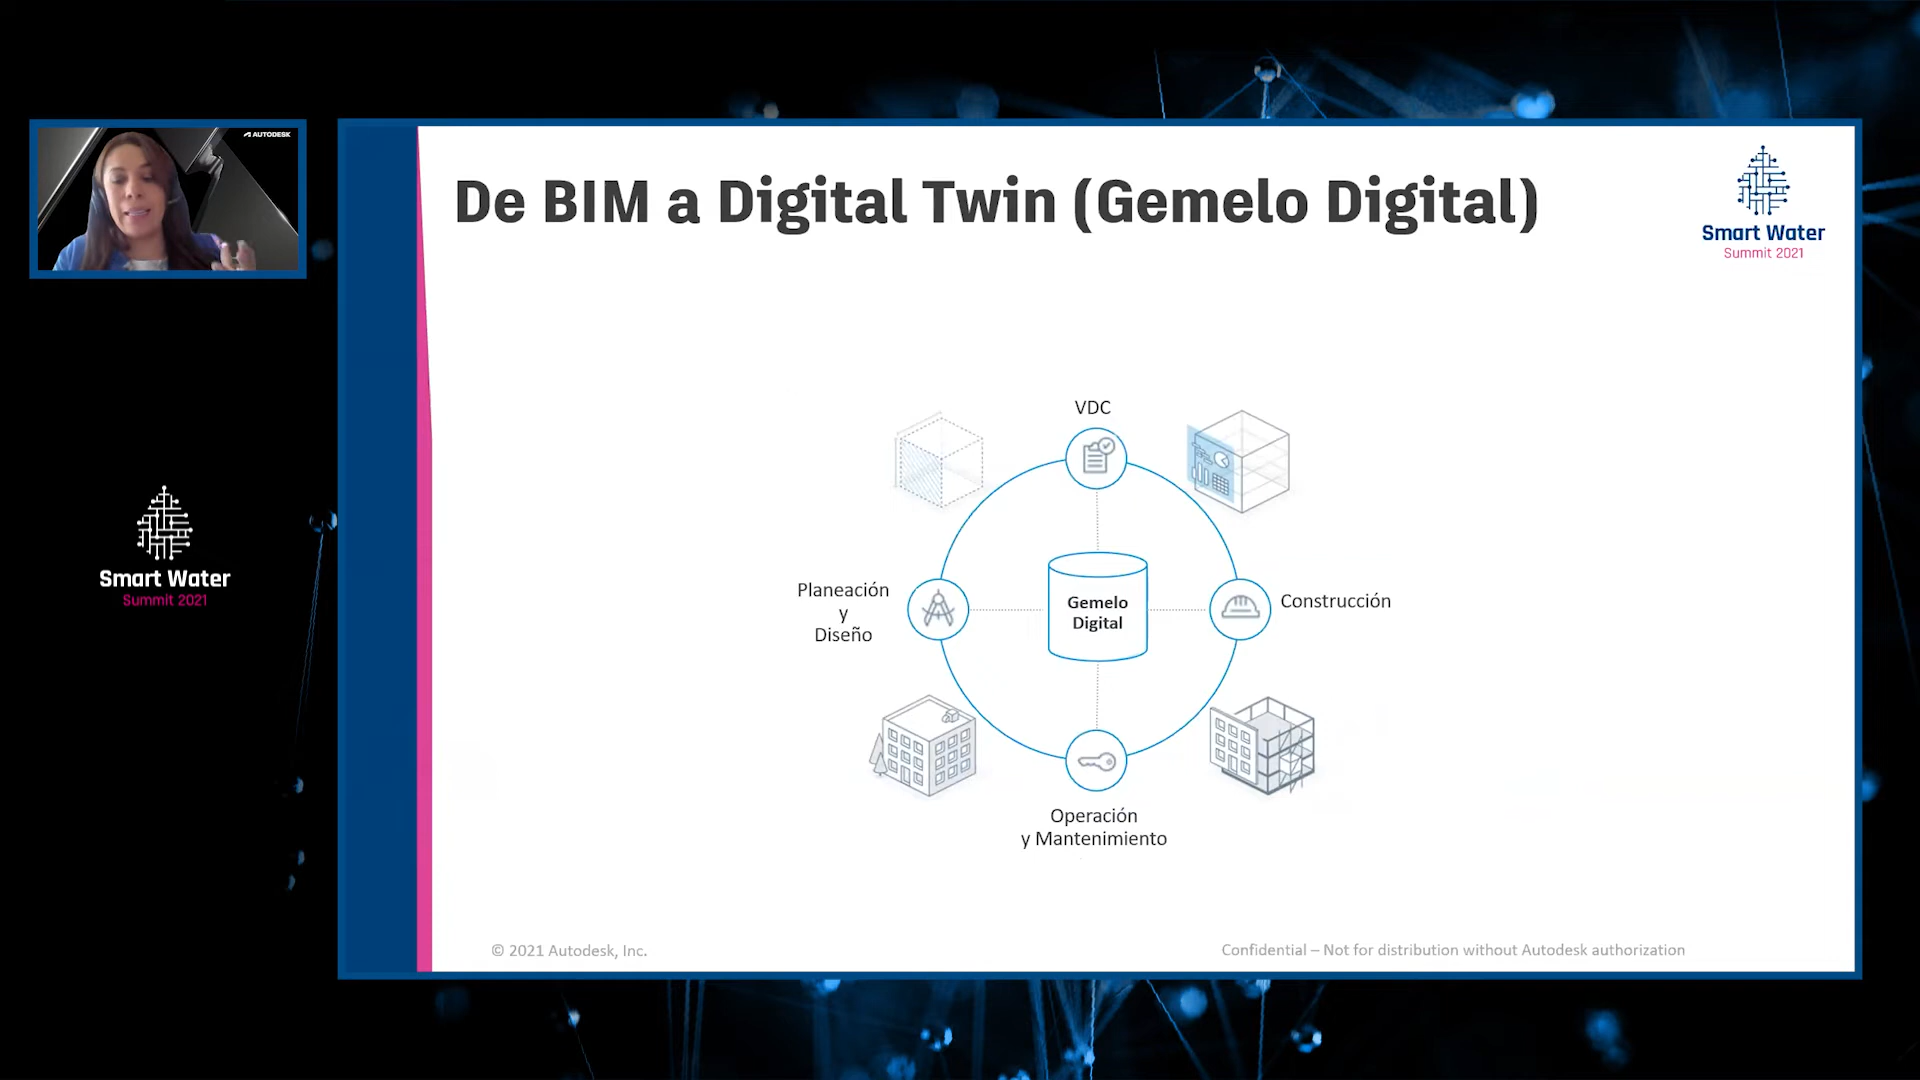 AUTODESK
De BIM a Digital Twin (Gemelo Digital)
Smart Water
Summit 2021
VDC
Planeación
y
Diseño
Gemelo
Digital
Construcción
Operación
y Mantenimiento
© 2021 Autodesk, Inc.
Confidential – Not for distribution without Autodesk authorization
Smart Water
Summit 2021